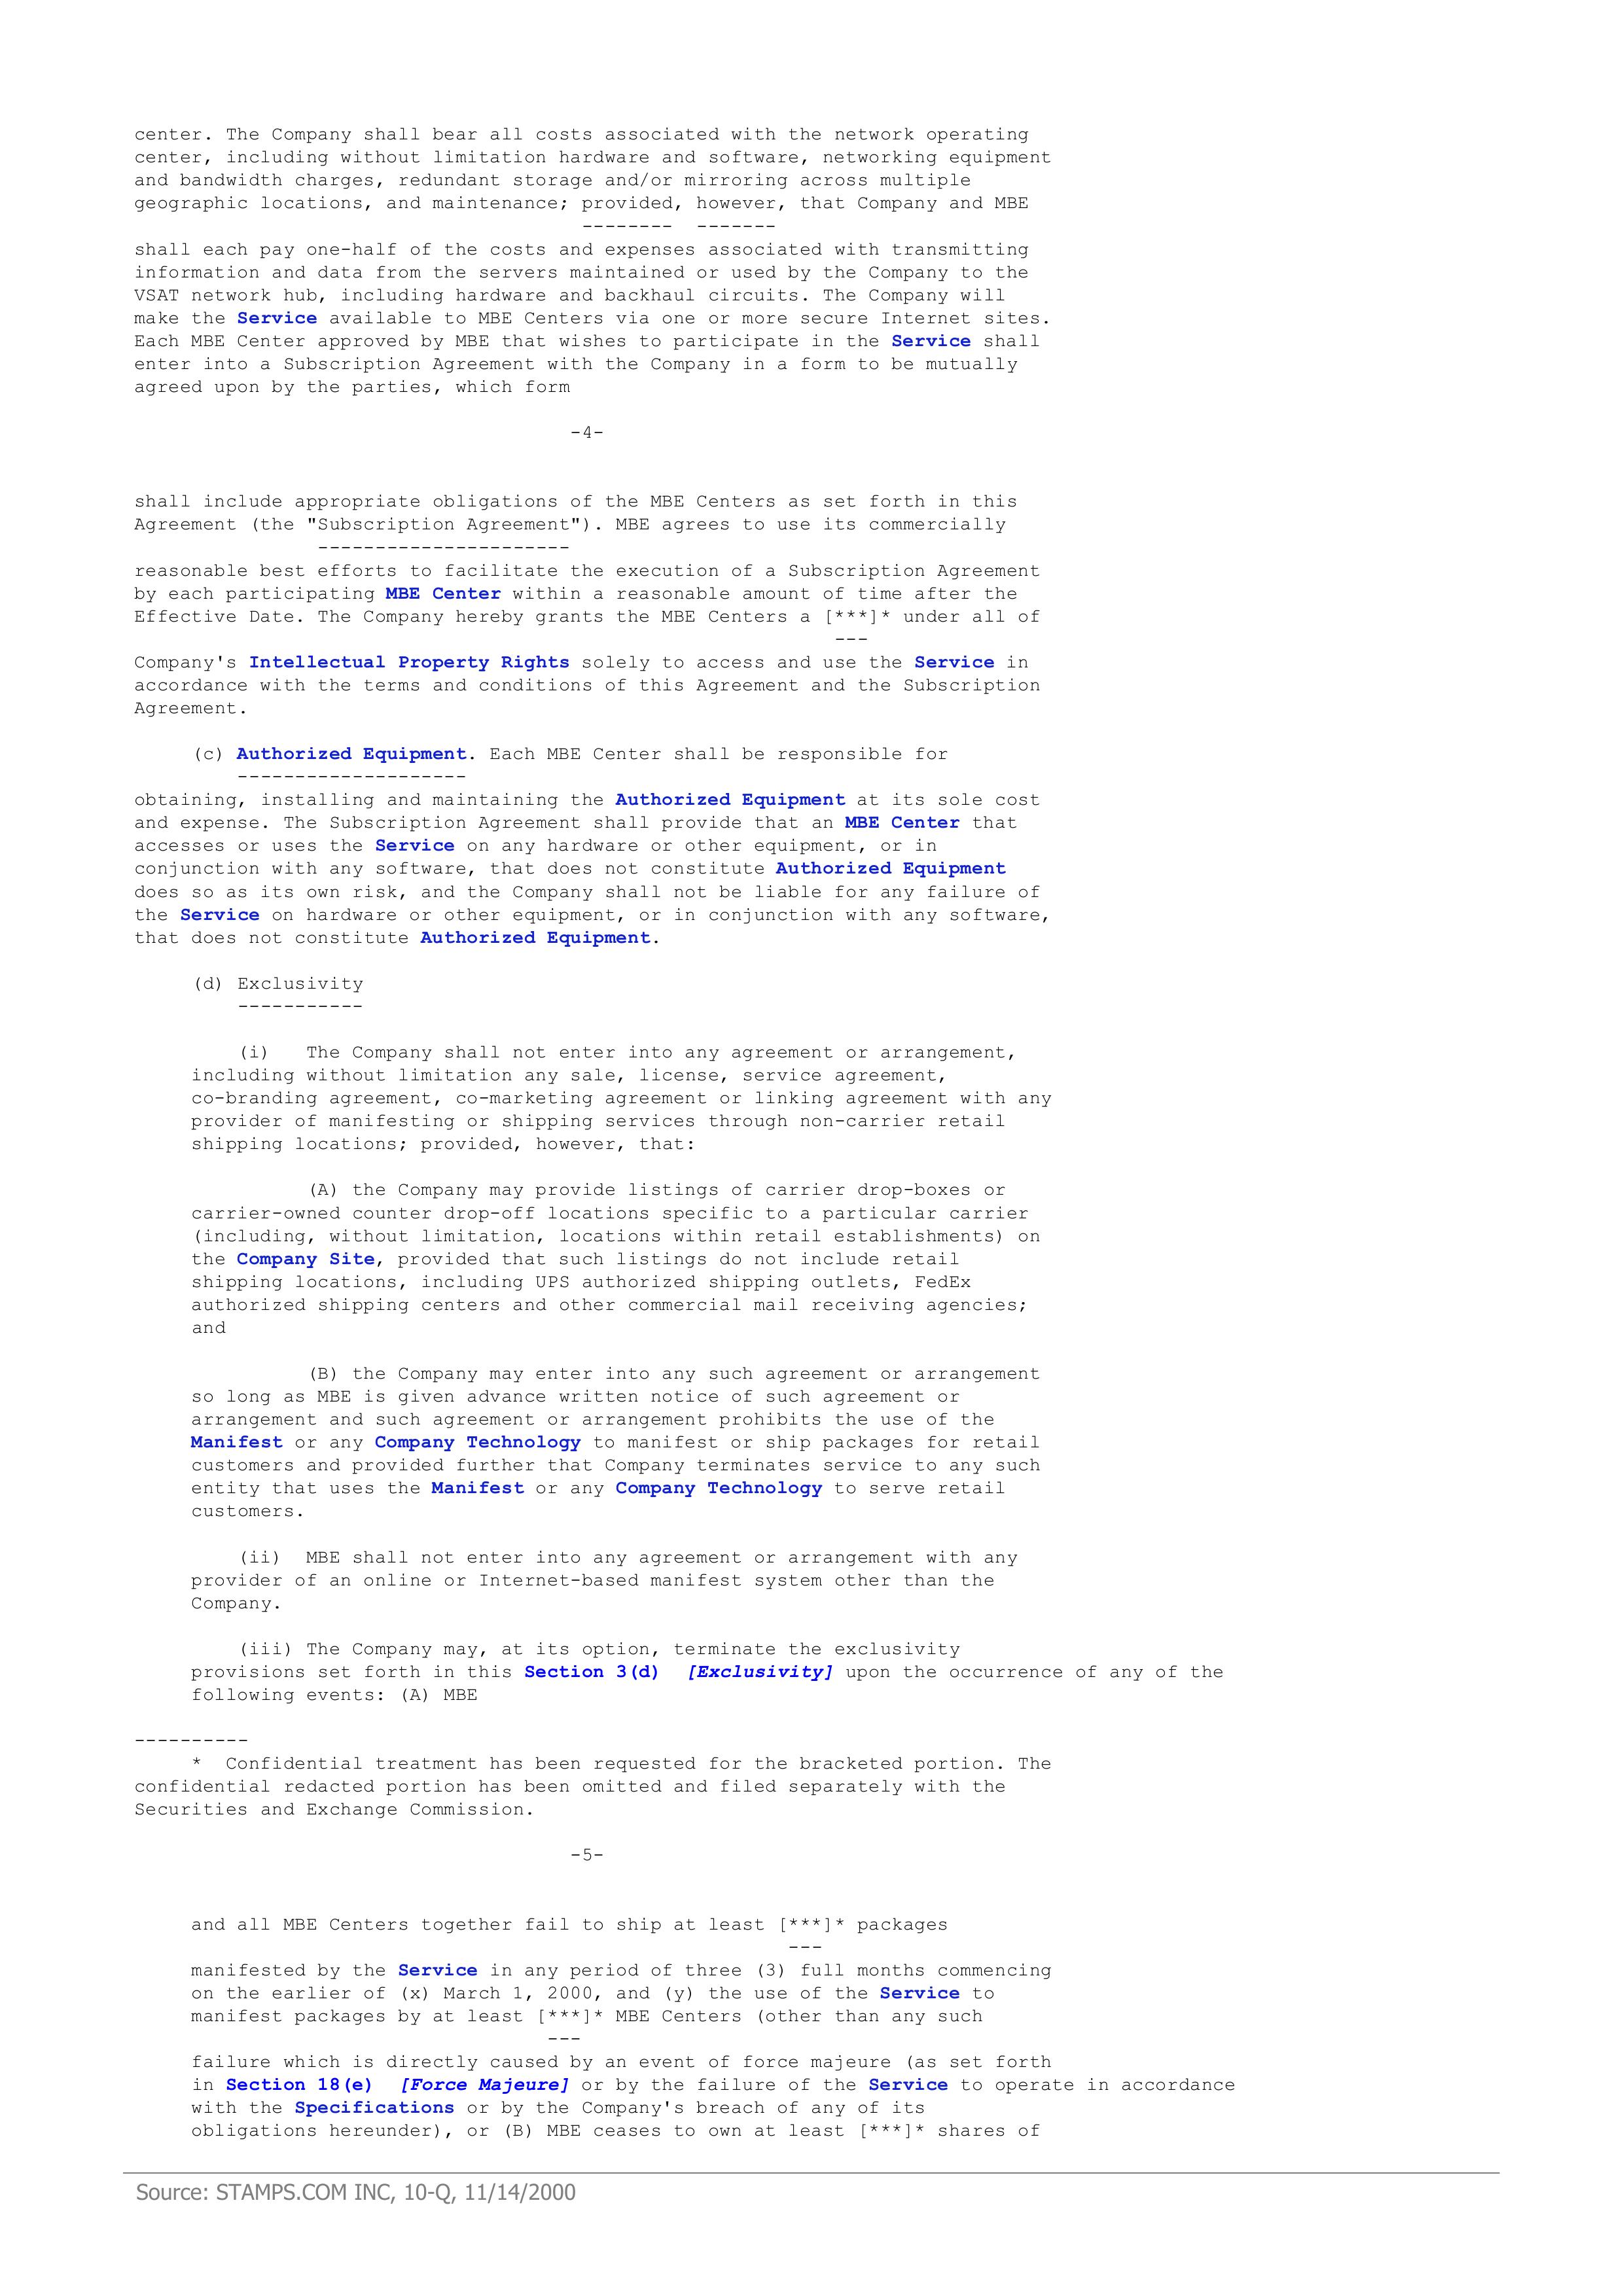 center. The Company shall bear all costs associated with the network operating
center, including without limitation hardware and software, networking equipment
and bandwidth charges, redundant storage and/or mirroring across multiple
geographic locations, and maintenance; provided, however, that Company and MBE
-------- -------
shall each pay one-half of the costs and expenses associated with transmitting
information and data from the servers maintained or used by the Company to the
VSAT network hub, including hardware and backhaul circuits. The Company will
make the Service available to MBE Centers via one or more secure Internet sites.
Each MBE Center approved by MBE that wishes to participate in the Service shall
enter into a Subscription Agreement with the Company in a form to be mutually
agreed upon by the parties, which form
-4-
shall include appropriate obligations of the MBE Centers as set forth in this
Agreement (the "Subscription Agreement"). MBE agrees to use its commercially
----------------------
reasonable best efforts to facilitate the execution of a Subscription Agreement
by each participating MBE Center within a reasonable amount of time after the
Effective Date. The Company hereby grants the MBE Centers a [***]* under all of
---
Company's Intellectual Property Rights solely to access and use the Service in
accordance with the terms and conditions of this Agreement and the Subscription
Agreement.
(c) Authorized Equipment. Each MBE Center shall be responsible for
--------------------
obtaining, installing and maintaining the Authorized Equipment at its sole cost
and expense. The Subscription Agreement shall provide that an MBE Center that
accesses or uses the Service on any hardware or other equipment, or in
conjunction with any software, that does not constitute Authorized Equipment
does so as its own risk, and the Company shall not be liable for any failure of
the Service on hardware or other equipment, or in conjunction with any software,
that does not constitute Authorized Equipment.
(d) Exclusivity
-----------
(i) The Company shall not enter into any agreement or arrangement,
including without limitation any sale, license, service agreement,
co-branding agreement, co-marketing agreement or linking agreement with any
provider of manifesting or shipping services through non-carrier retail
shipping locations; provided, however, that:
(A) the Company may provide listings of carrier drop-boxes or
carrier-owned counter drop-off locations specific to a particular carrier
(including, without limitation, locations within retail establishments) on
the Company Site, provided that such listings do not include retail
shipping locations, including UPS authorized shipping outlets, FedEx
authorized shipping centers and other commercial mail receiving agencies;
and
(B) the Company may enter into any such agreement or arrangement
so long as MBE is given advance written notice of such agreement or
arrangement and such agreement or arrangement prohibits the use of the
Manifest or any Company Technology to manifest or ship packages for retail
customers and provided further that Company terminates service to any such
entity that uses the Manifest or any Company Technology to serve retail
customers.
(ii) MBE shall not enter into any agreement or arrangement with any
provider of an online or Internet-based manifest system other than the
Company.
(iii) The Company may, at its option, terminate the exclusivity
provisions set forth in this Section 3(d) [Exclusivity] upon the occurrence of any of the
following events: (A) MBE
----------
* Confidential treatment has been requested for the bracketed portion. The
confidential redacted portion has been omitted and filed separately with the
Securities and Exchange Commission.
-5-
and all MBE Centers together fail to ship at least [***]* packages
---
manifested by the Service in any period of three (3) full months commencing
on the earlier of (x) March 1, 2000, and (y) the use of the Service to
manifest packages by at least [***]* MBE Centers (other than any such
---
failure which is directly caused by an event of force majeure (as set forth
in Section 18(e) [Force Majeure] or by the failure of the Service to operate in accordance
with the Specifications or by the Company's breach of any of its
obligations hereunder), or (B) MBE ceases to own at least [***]* shares of
Source: STAMPS.COM INC, 10-Q, 11/14/2000